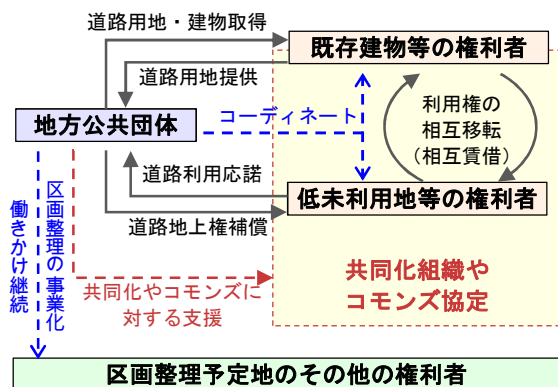 道路用地・建物取得
既存建物等の権利者
道路用地提供
コーディネート
利用権の
相互移転
（相互賃借）
地方公共団体
道路利用応諾
低未利用地等の権利者
道路地上権補償
区画整理の事業化
働きかけ継続
共同化やコモンズに
対する支援
共同化組織や
コモンズ協定
区画整理予定地のその他の権利者